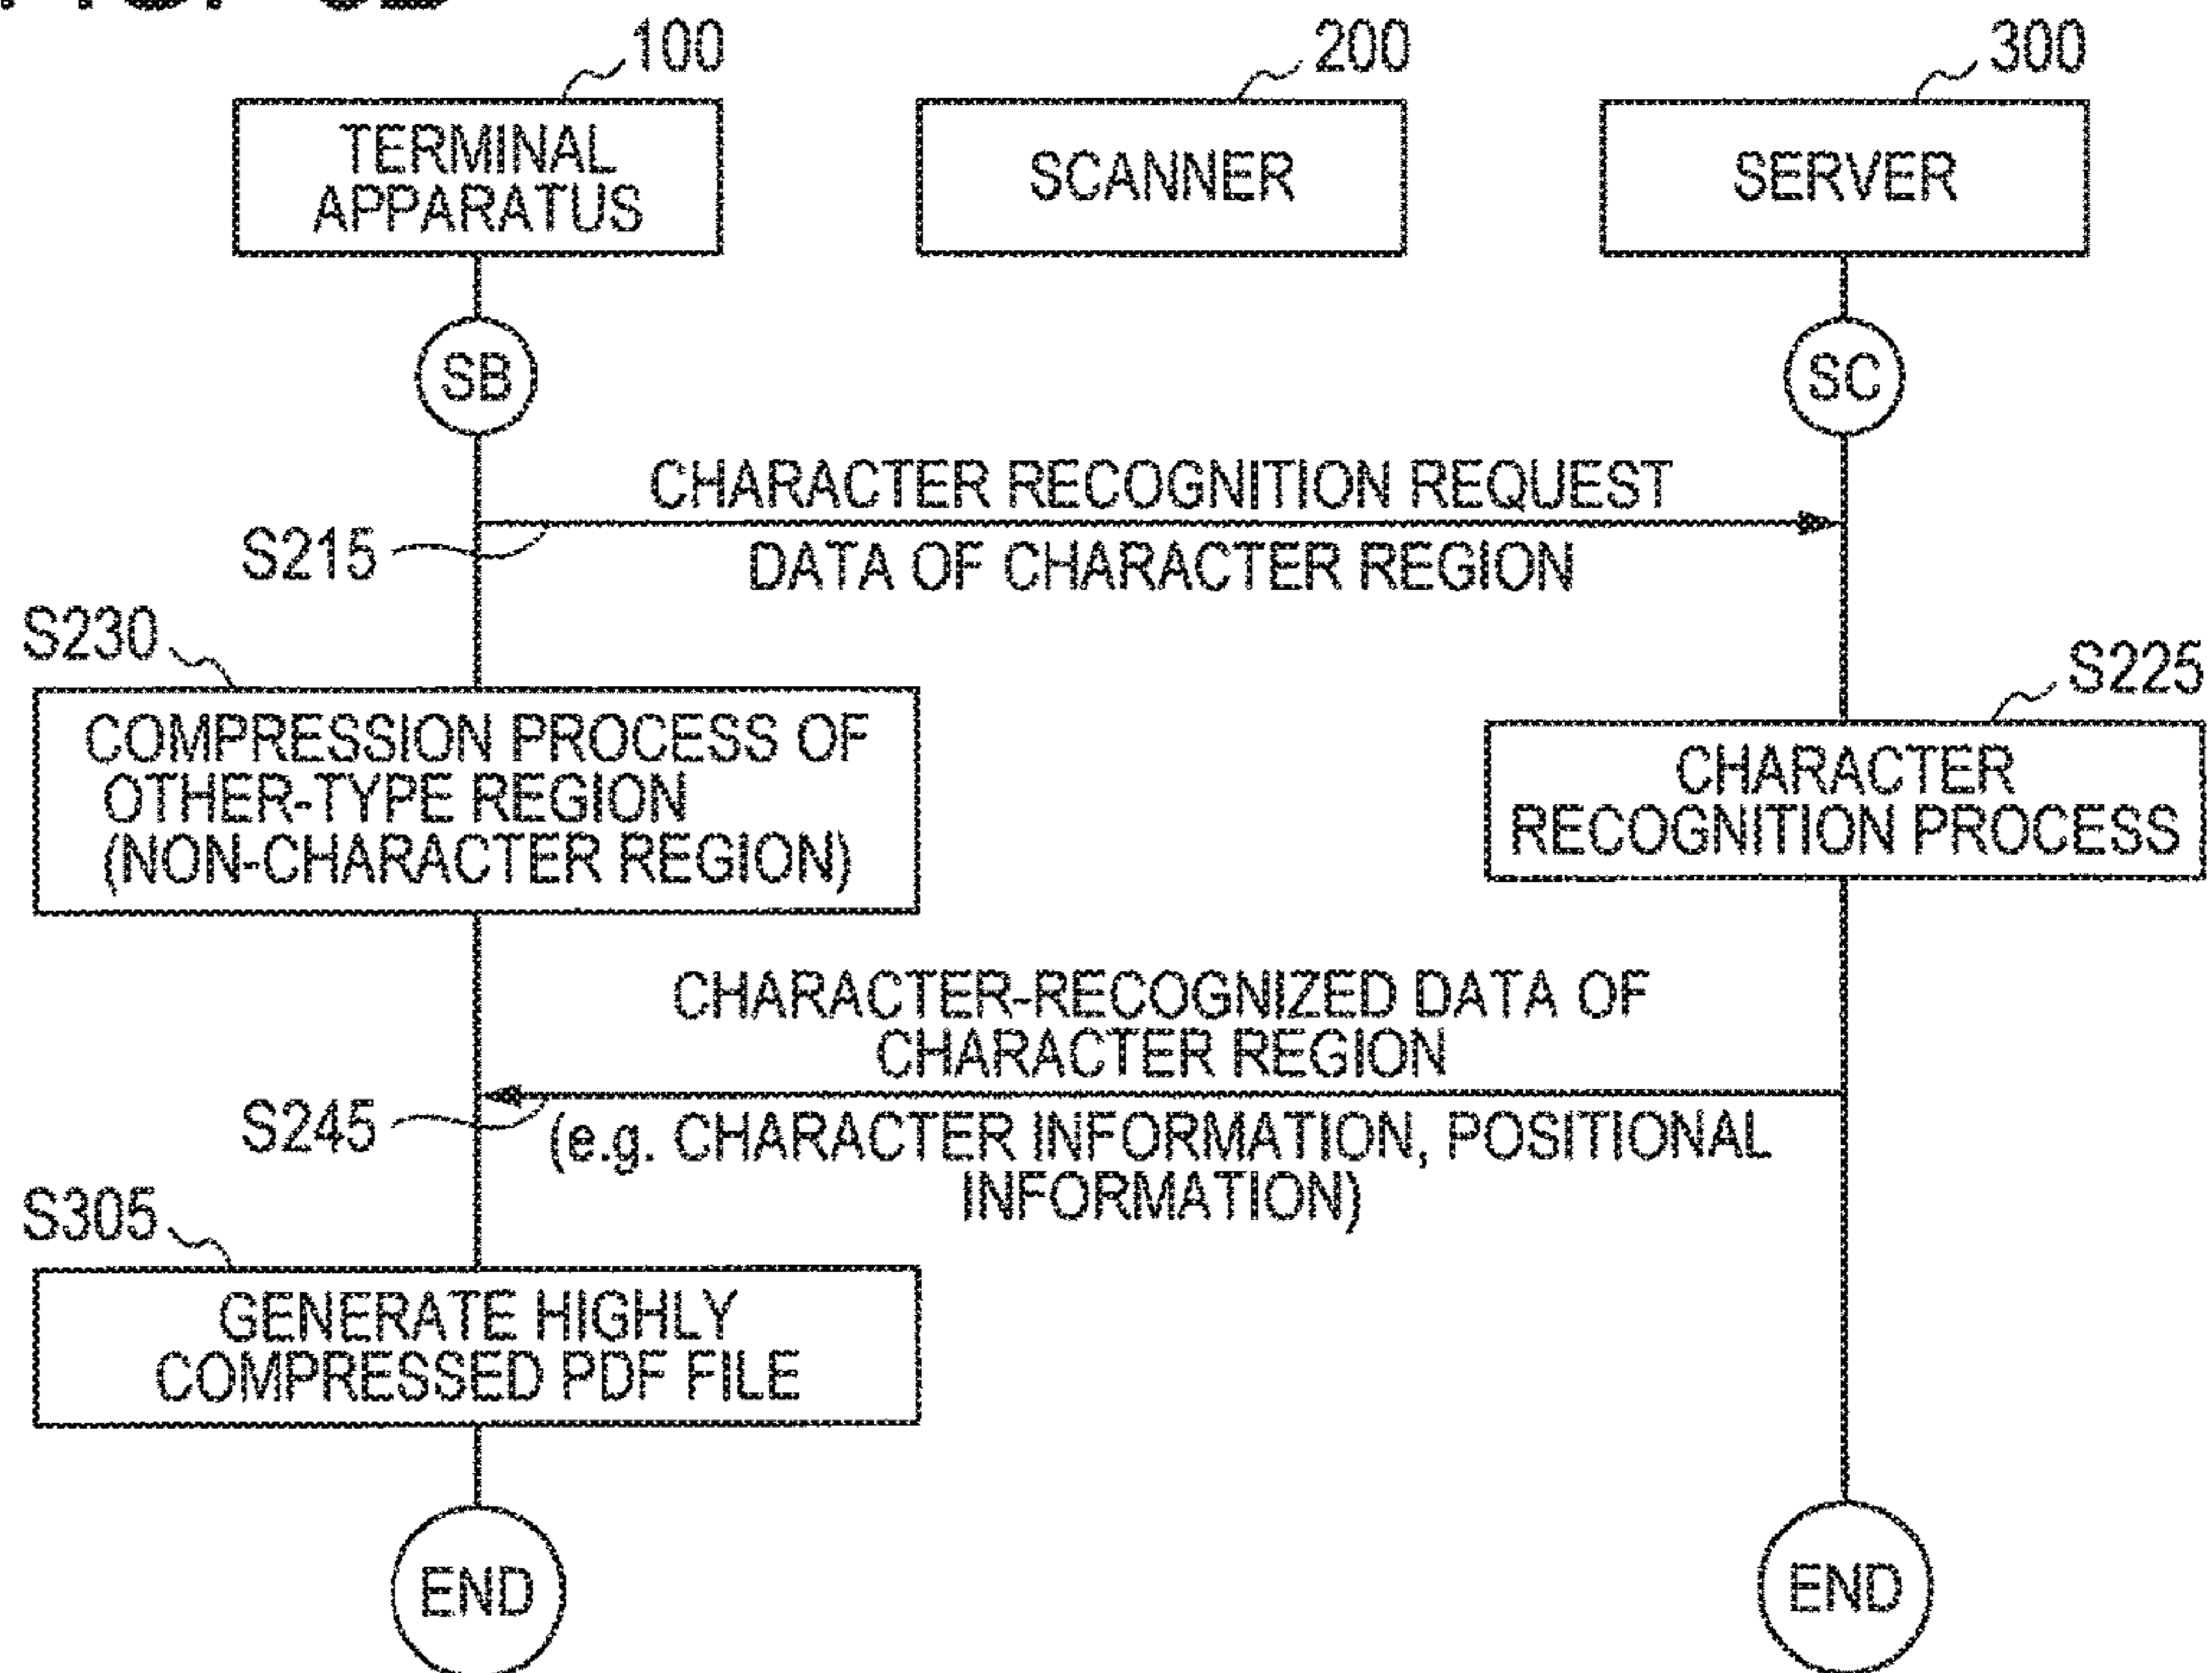 100
200
300
TERMINAL
APPARATUS
SCANNER
SERVER
SB
SC
CHARACTER RECOGNITION REQUEST
S215
DATA OF CHARACTER REGION
S230
S225
COMPRESSION PROCESS OF
OTHER-TYPE REGION
(NON-CHARACTER REGION)
CHARACTER
RECOGNITION PROCESS
CHARACTER-RECOGNIZED DATA OF
CHARACTER REGION
S245
(e.g. CHARACTER INFORMATION, POSITIONAL
INFORMATION)
S305
GENERATE HIGHLY
COMPRESSED PDF FILE
END
END